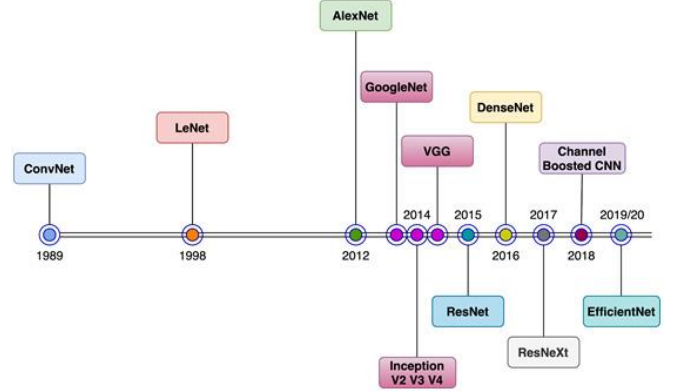 AlexNet
GoogleNet
DenseNet
LeNet
VGG
Channel
Boosted CNN
ConvNet
2014
2015
2017
2019/20
1989
1998
2012
2016
2018
ResNet
EfficientNet
ResNeXt
Inception
V2 V3 V4